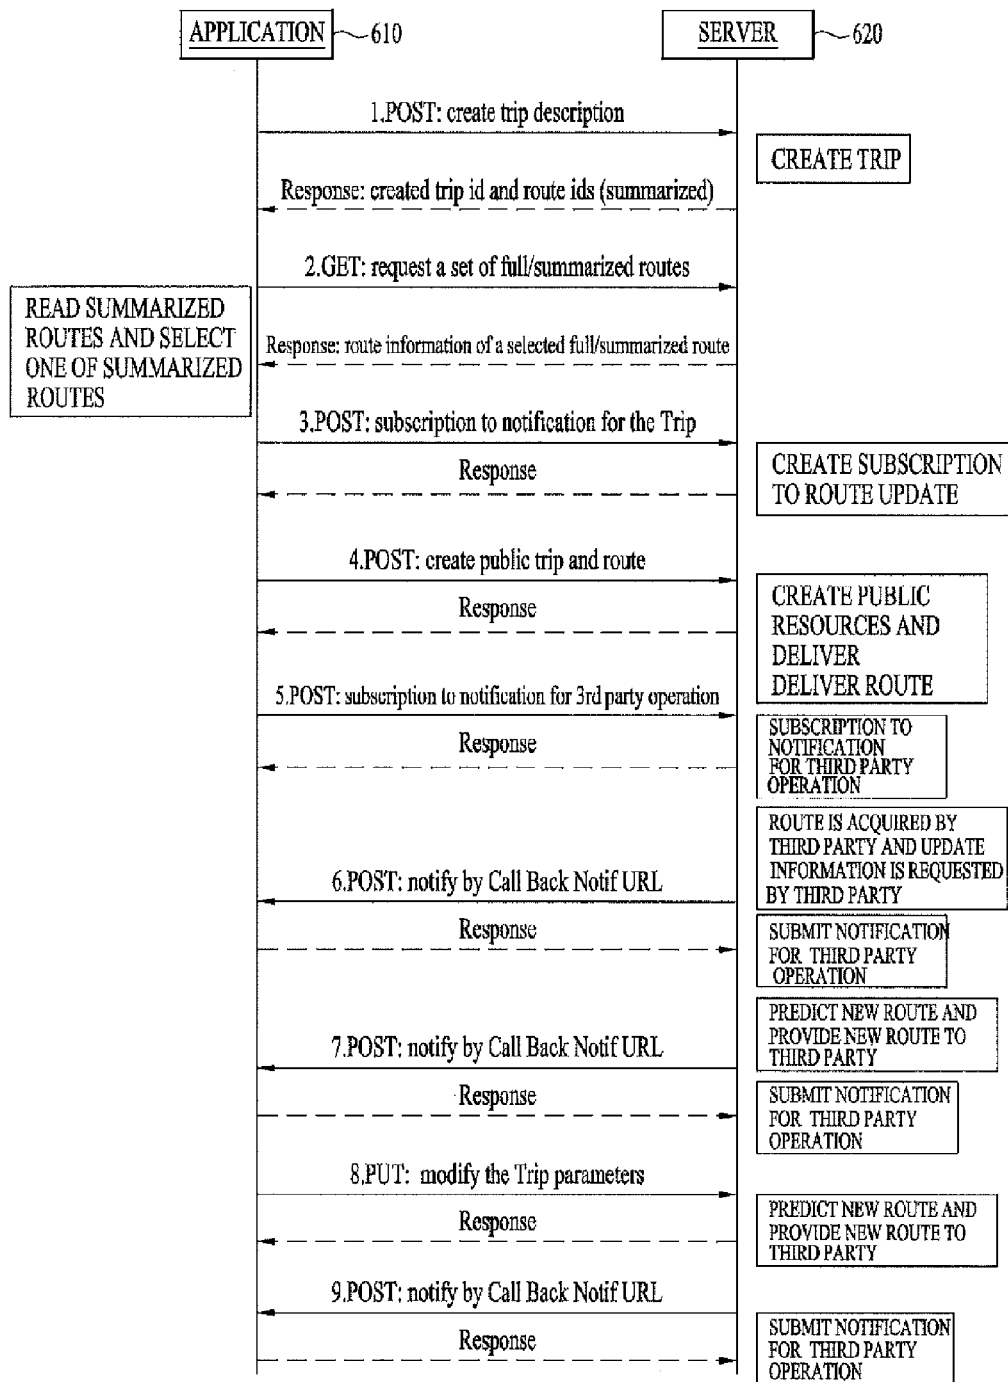 APPLICATION 610
SERVER 620
1.POST: create trip description
CREATE TRIP
Response: created trip id and route ids (summarized)
2.GET: request a set of full/summarized routes
READ SUMMARIZED
ROUTES AND SELECT
ONE OF SUMMARIZED
ROUTES
Response: route information of a selected full/summarized route
3.POST: subscription to notification for the Trip
Response
CREATE SUBSCRIPTION
TO ROUTE UPDATE
4.POST: create public trip and route
Response
CREATE PUBLIC
RESOURCES AND
DELIVER
DELIVER ROUTE
5.POST: subscription to notification for 3rd party operation
Response
SUBSCRIPTION TO
NOTIFICATION
FOR THIRD PARTY
OPERATION
ROUTE IS ACQUIRED BY
THIRD PARTY AND UPDATE
INFORMATION IS REQUESTED
BY THIRD PARTY
6.POST: notify by Call Back Notif URL
Response
SUBMIT NOTIFICATION
FOR THIRD PARTY
OPERATION
PREDICT NEW ROUTE AND
PROVIDE NEW ROUTE TO
THIRD PARTY
7.POST: notify by Call Back Notif URL
Response
SUBMIT NOTIFICATION
FOR THIRD PARTY
OPERATION
8.PUT: modify the Trip parameters
Response
PREDICT NEW ROUTE AND
PROVIDE NEW ROUTE TO
THIRD PARTY
9.POST: notify by Call Back Notif URL
Response
SUBMIT NOTIFICATION
FOR THIRD PARTY
OPERATION